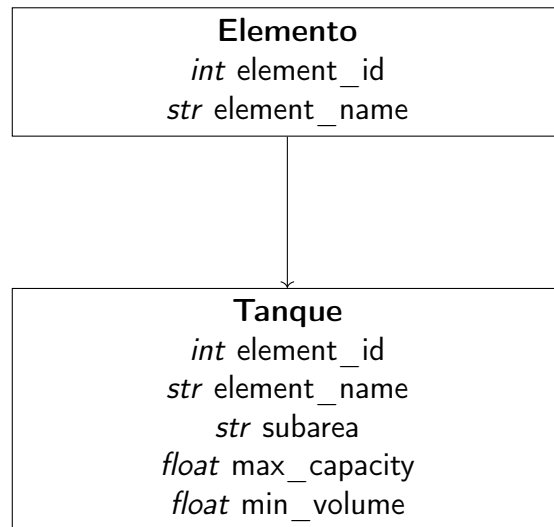 Elemento
int element_id
str element_name
Tanque
int element_id
str element_name
str subarea
float max_capacity
float min_volume